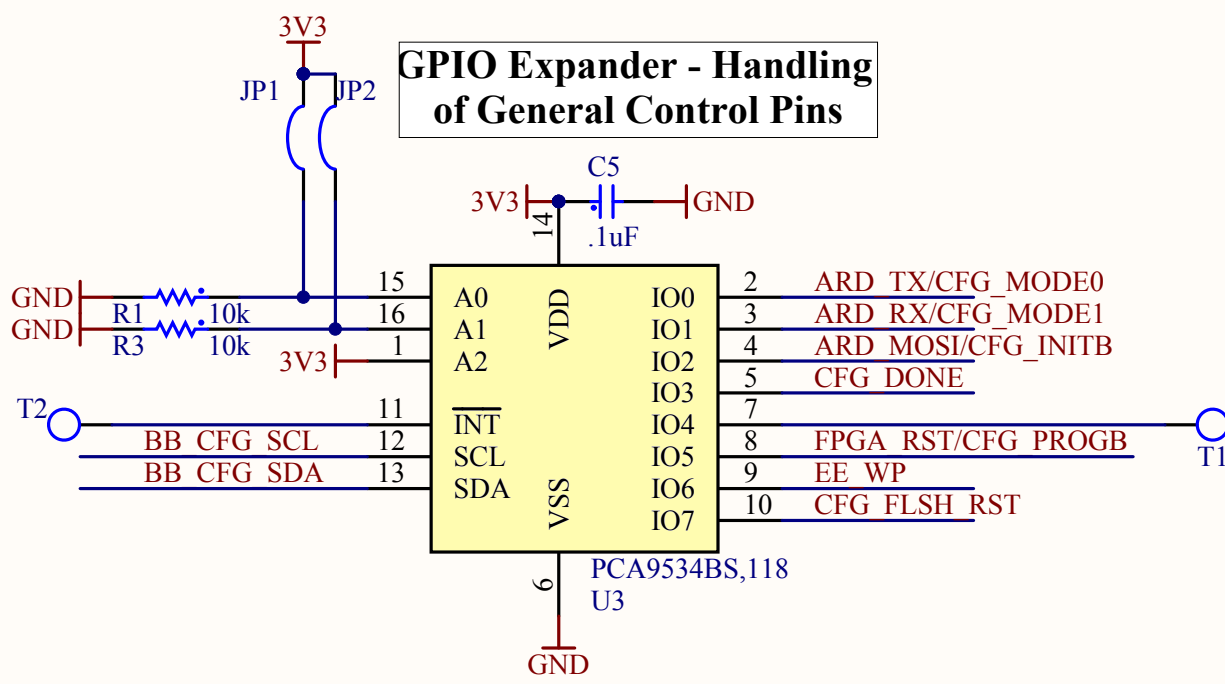 3V3
JP1
JP2
GPIO Expander - Handling
of General Control Pins
C5
3V3
GND
.1uF
14
GND
R1
10k
15
A0
VDD
IO0
2
ARD_TX/CFG_MODE0
GND
R3
10k
16
A1
IO1
3
ARD_RX/CFG_MODE1
3V3
1
A2
IO2
4
ARD_MOSI/CFG_INITB
IO3
5
CFG_DONE
T2
11
INT
IO4
7
T1
BB_CFG_SCL
12
SCL
IO5
8
FPGA_RST/CFG_PROGB
BB_CFG_SDA
13
SDA
VSS
IO6
9
EE_WP
IO7
10
CFG_FLSH_RST
6
PCA9534BS,118
U3
GND